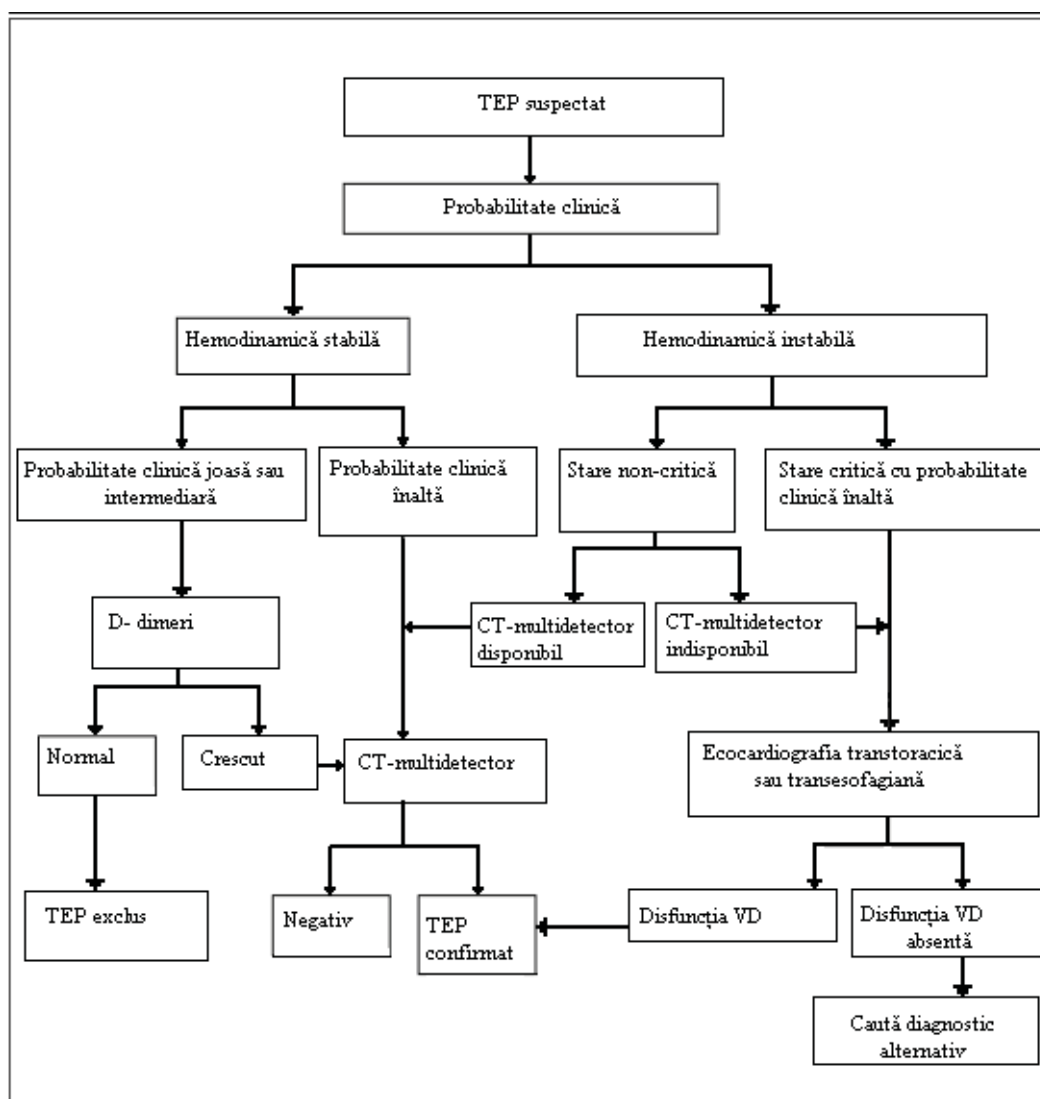 TEP suspectat
Probabilitate clinică
Hemodinamică stabilă
Hemodinamică instabilă
Probabilitate clinică joasă sau
intermediară
Probabilitate clinică
înaltă
Stare non-critică
Stare critică cu probabilitate
clinică înaltă
D- dimeri
CT-multidetector
disponibil
CT-multidetector
indisponibil
Normal
Crescut
CT-multidetector
Ecocardiografia transtoracică
sau transesofagiană
TEP exclus
Negativ
TEP
confirmat
Disfuncția VD
Disfuncția VD
absentă
Caută diagnostic
alternativ